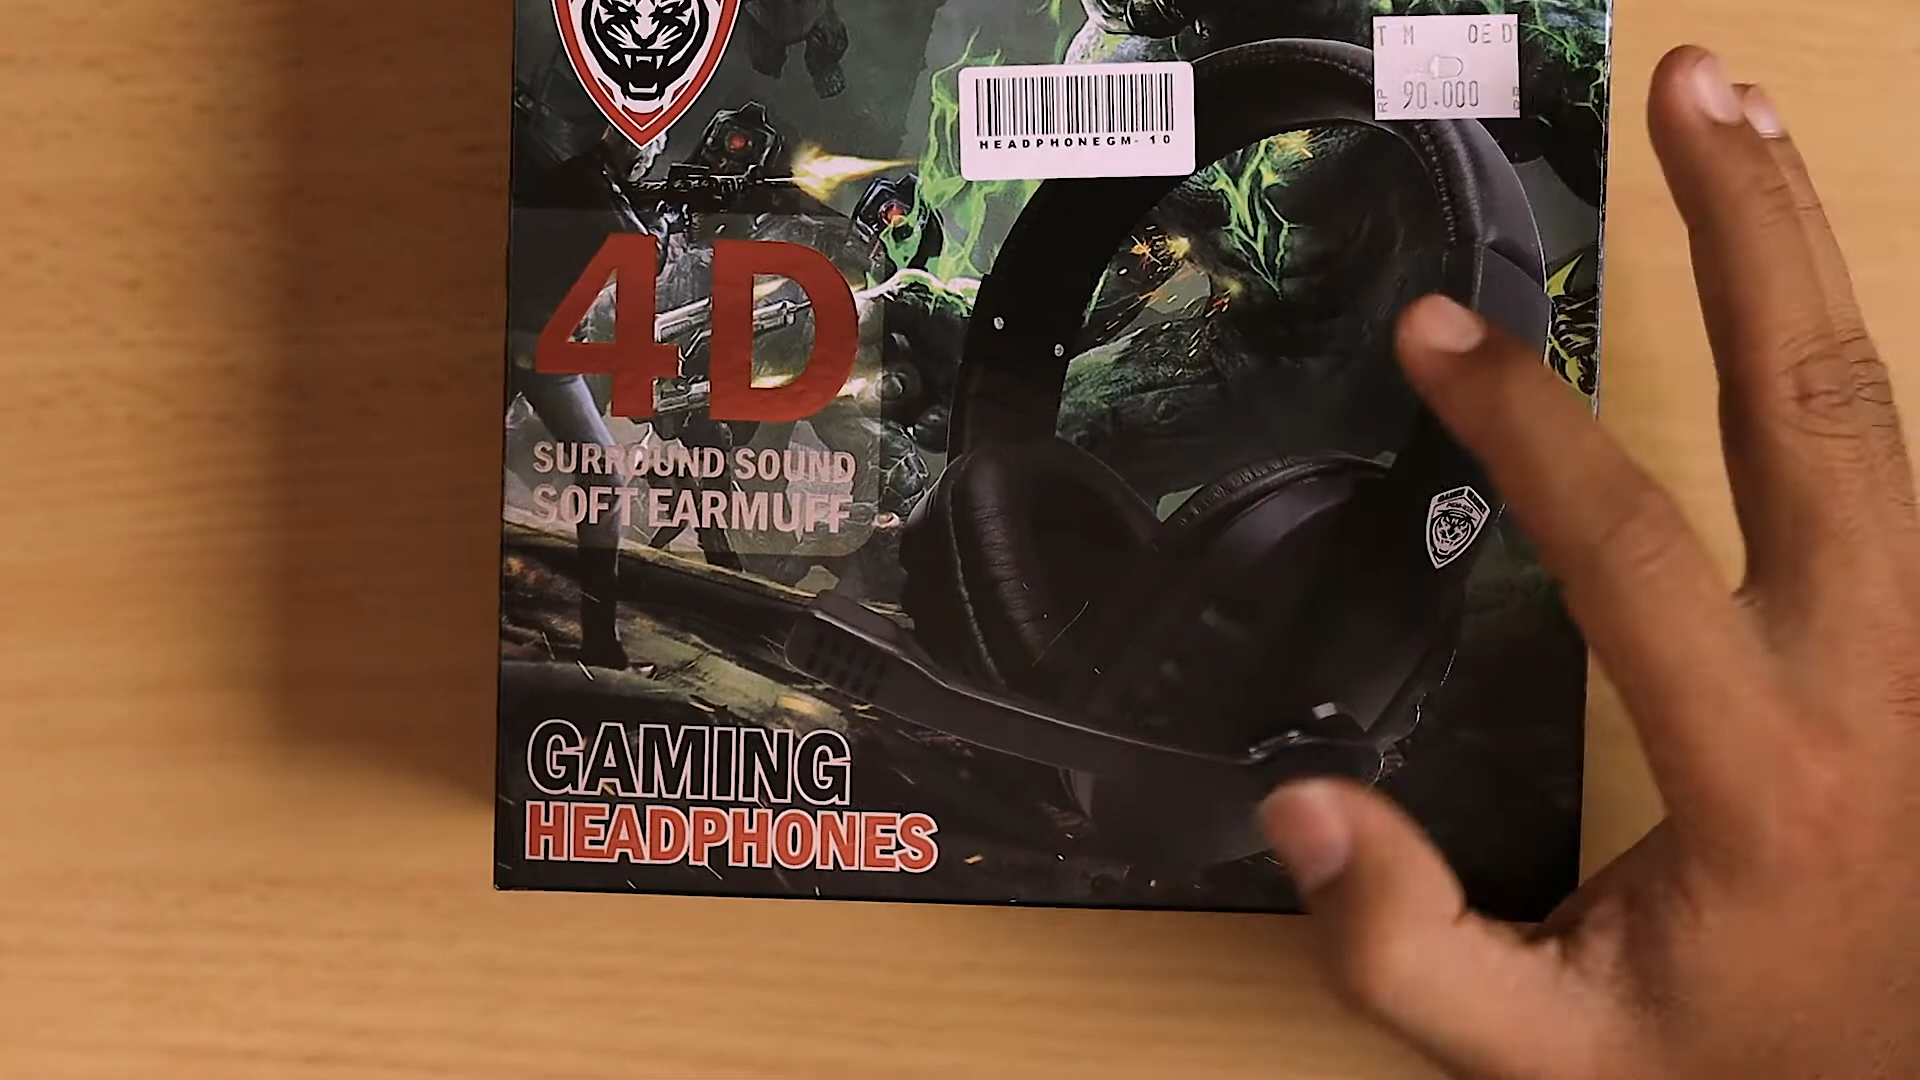 HEADPHONEGM-10
RP 90.000
4D
SURROUND SOUND
SOFT EARMUFF
GAMING
HEADPHONES